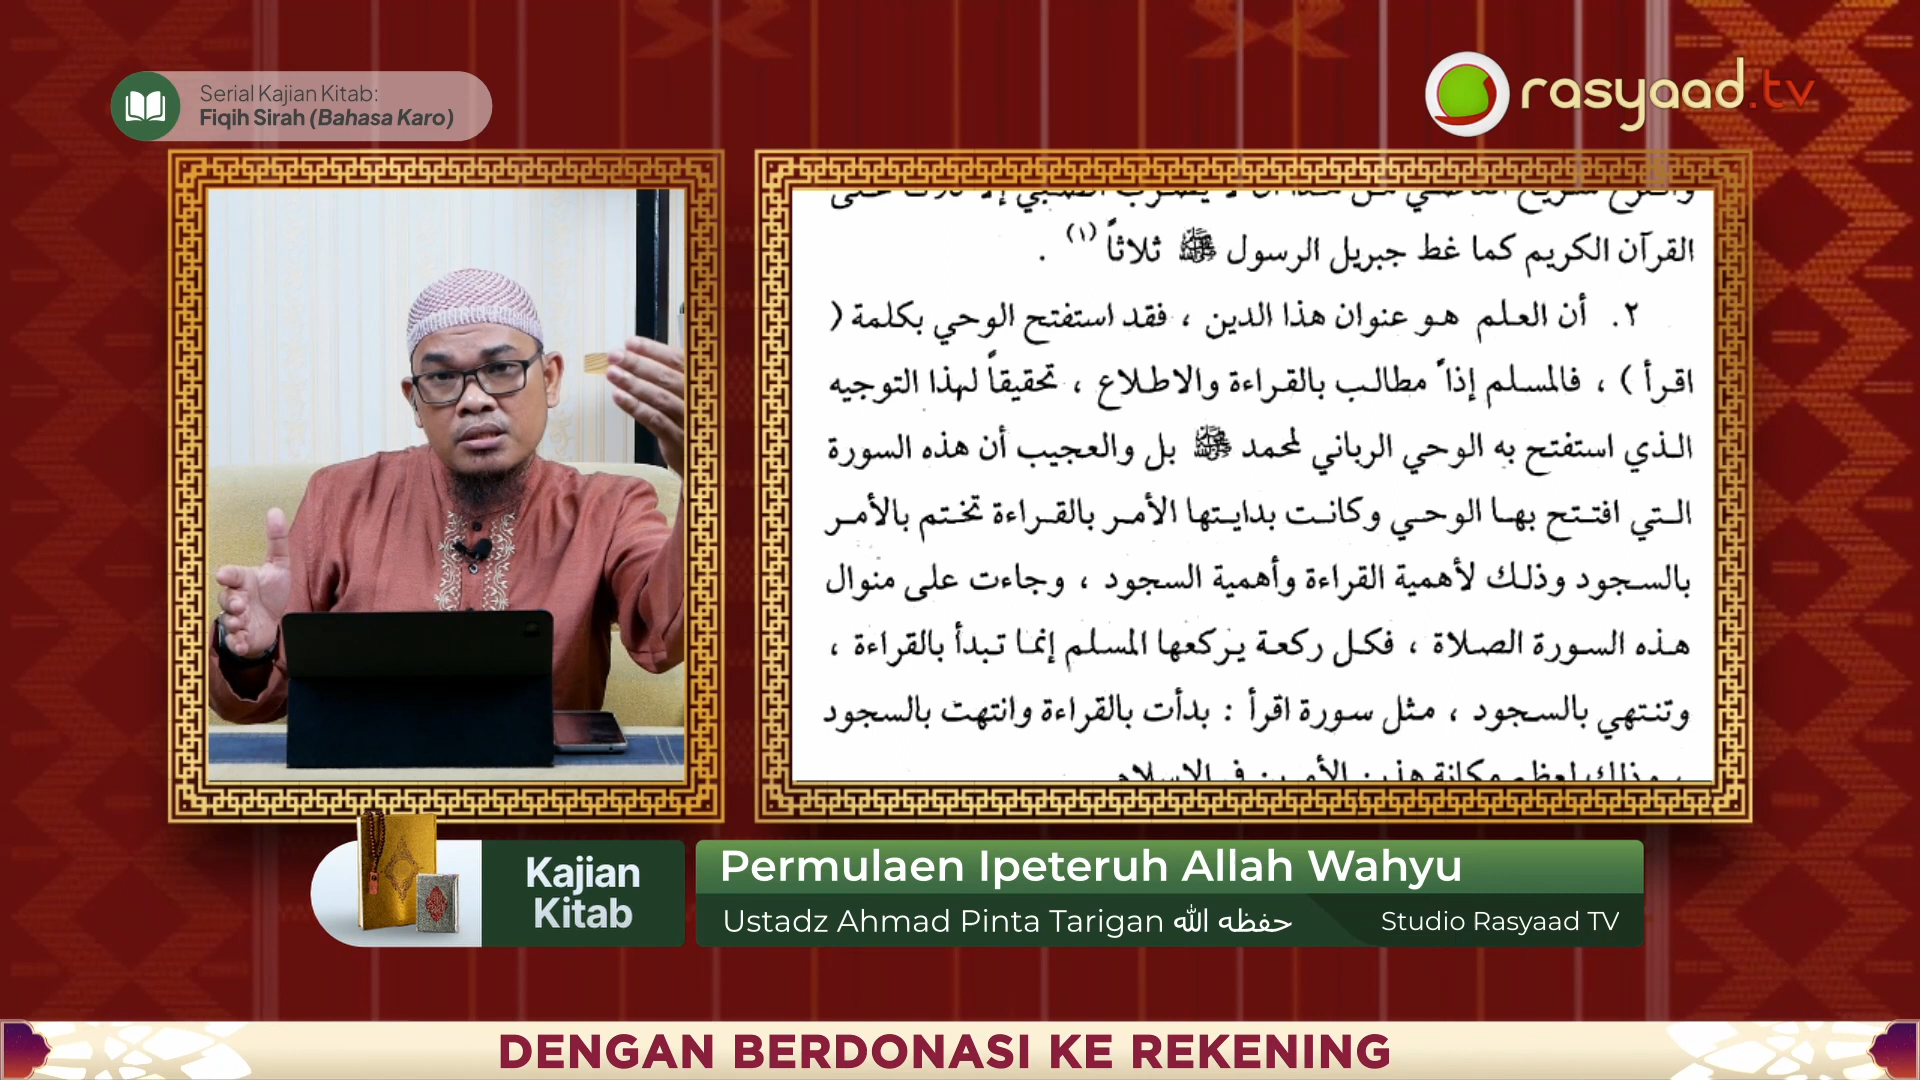 Serial Kajian Kitab:
Fiqih Sirah (Bahasa Karo)
rasyaad.tv
القرآن الكريم كما غط جبريل الرسول ﷺ ثلاثاً (١) .
٢. أن العلم هو عنوان هذا الدين ، فقد استفتح الوحي بكلمة (
اقرأ ) ، فالمسلم إذاً مطالب بالقراءة والاطلاع ، تحقيقاً لهذا التوجيه
الذي استفتح به الوحي الرباني لمحمد ﷺ بل والعجيب أن هذه السورة
التي افتتح بها الوحي وكانت بدايتها الأمر بالقراءة تختم بالأمر
بالسجود وذلك لأهمية القراءة وأهمية السجود ، وجاءت على منوال
هذه السورة الصلاة ، فكل ركعة يركعها المسلم إنما تبدأ بالقراءة ،
وتنتهي بالسجود ، مثل سورة اقرأ : بدأت بالقراءة وانتهت بالسجود
Kajian
Kitab
Permulaen Ipeteruh Allah Wahyu
Ustadz Ahmad Pinta Tarigan حفظه الله
Studio Rasyaad TV
DENGAN BERDONASI KE REKENING